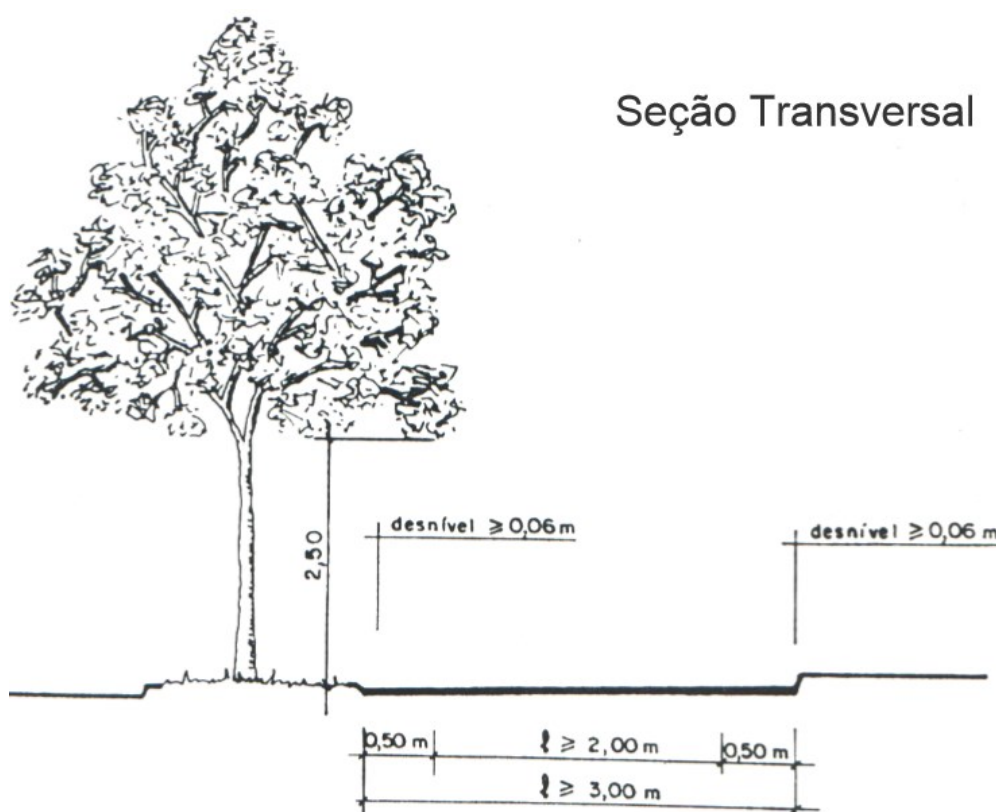 Seção Transversal
desnível ≥ 0,06 m
desnível ≥ 0,06 m
2,50
0,50 m
ℓ ≥ 2,00 m
0,50 m
ℓ ≥ 3,00 m